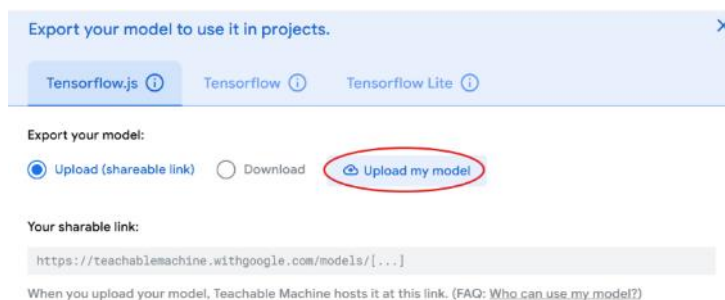 Export your model to use it in projects.
Tensorflow.js Tensorflow Tensorflow Lite
Export your model:
Upload (shareable link) Download Upload my model
Your sharable link:
https://teachablemachine.withgoogle.com/models/[...]
When you upload your model, Teachable Machine hosts it at this link. (FAQ: Who can use my model?)